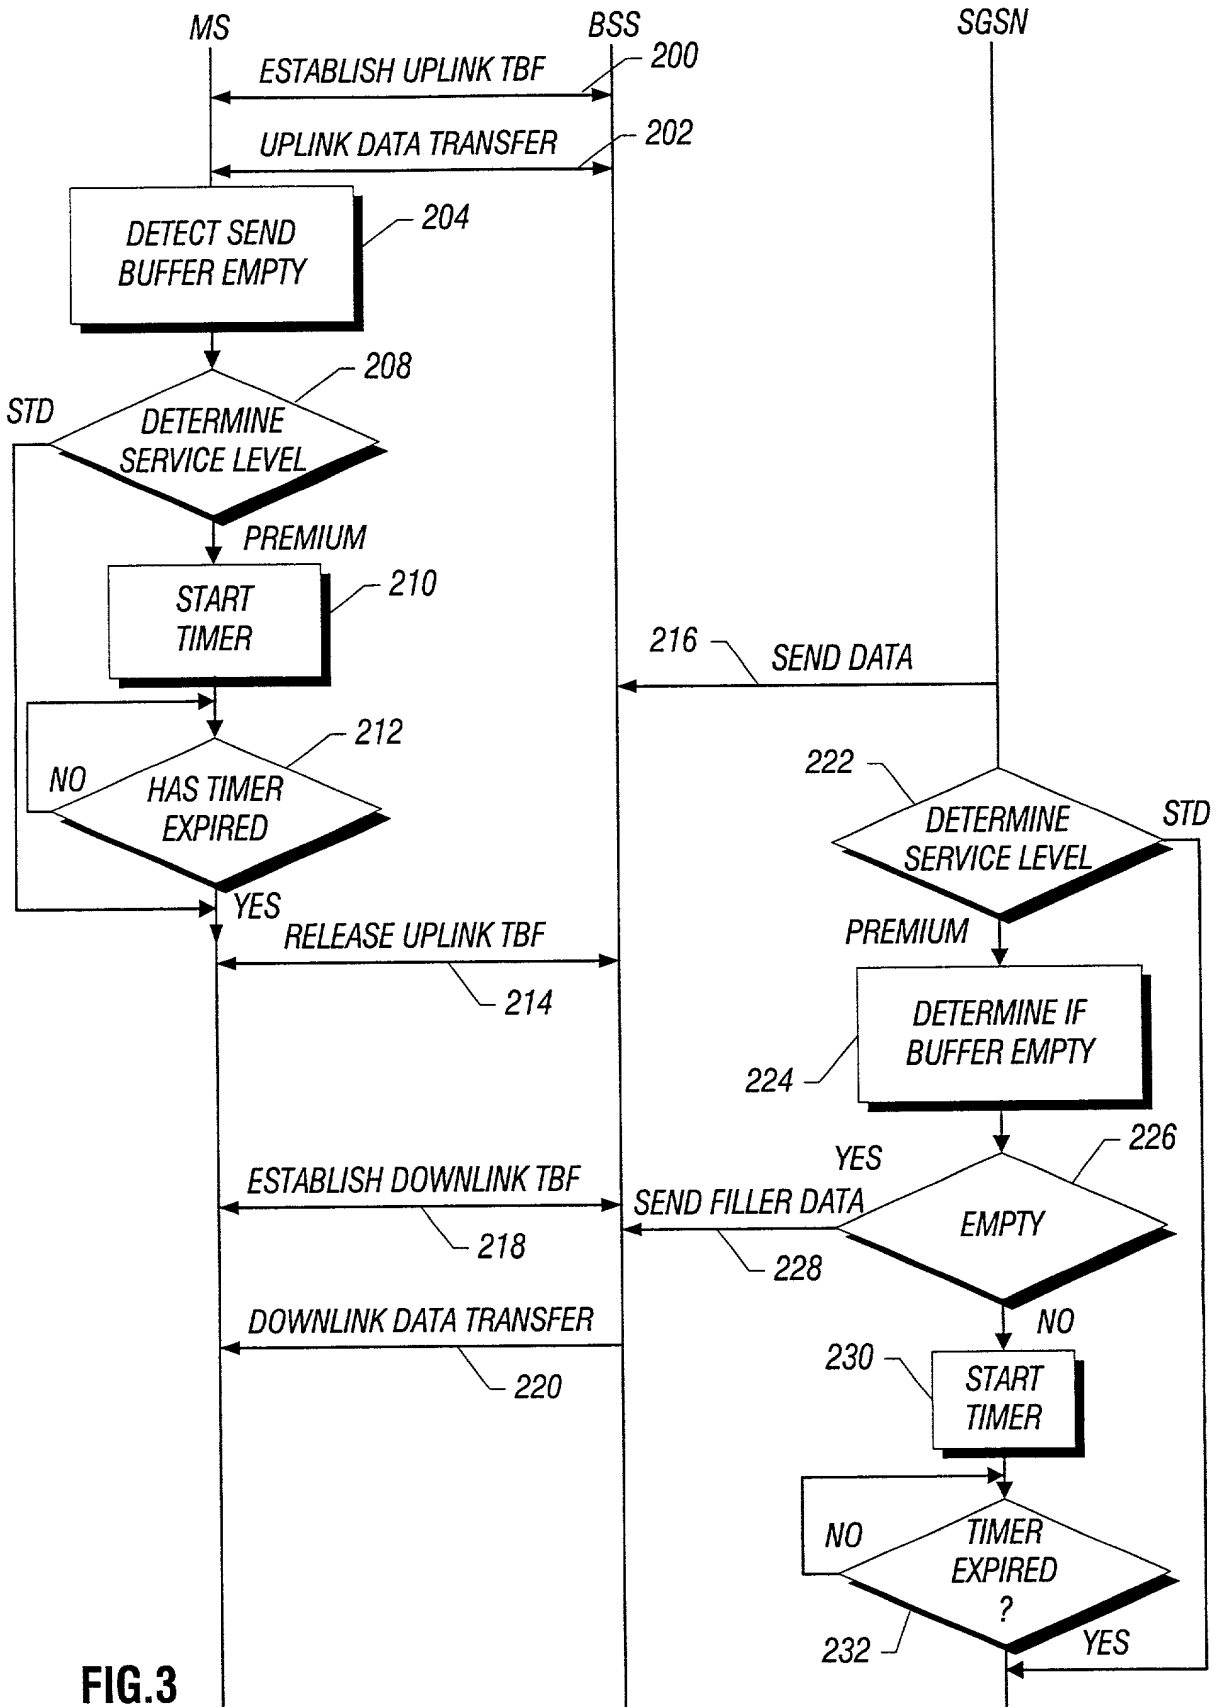 MS
BSS
SGSN
ESTABLISH UPLINK TBF
200
UPLINK DATA TRANSFER
202
DETECT SEND
BUFFER EMPTY
204
208
STD
DETERMINE
SERVICE LEVEL
PREMIUM
START
TIMER
210
216
SEND DATA
212
NO
HAS TIMER
EXPIRED
YES
222
DETERMINE
SERVICE LEVEL
STD
PREMIUM
RELEASE UPLINK TBF
214
DETERMINE IF
BUFFER EMPTY
224
226
YES
ESTABLISH DOWNLINK TBF
218
SEND FILLER DATA
228
EMPTY
NO
DOWNLINK DATA TRANSFER
220
230
START
TIMER
NO
TIMER
EXPIRED
?
232
YES
FIG.3